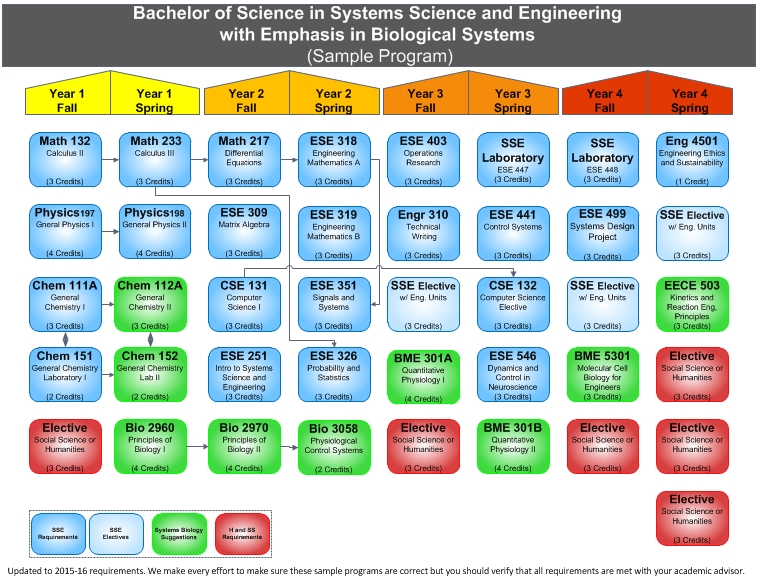 Bachelor of Science in Systems Science and Engineering
with Emphasis in Biological Systems
(Sample Program)
Year 1
Fall
Year 1
Spring
Year 2
Fall
Year 2
Spring
Year 3
Fall
Year 3
Spring
Year 4
Fall
Year 4
Spring
Math 132
Calculus II
(3 Credits)
Math 233
Calculus III
(3 Credits)
Math 217
Differential
Equations
(3 Credits)
ESE 318
Engineering
Mathematics A
(3 Credits)
ESE 403
Operations
Research
(3 Credits)
SSE
Laboratory
ESE 447
(3 Credits)
SSE
Laboratory
ESE 448
(3 Credits)
Eng 4501
Engineering Ethics
and Sustainability
(1 Credit)
Physics197
General Physics I
(4 Credits)
Physics198
General Physics II
(4 Credits)
ESE 309
Matrix Algebra
(3 Credits)
ESE 319
Engineering
Mathematics B
(3 Credits)
Engr 310
Technical
Writing
(3 Credits)
ESE 441
Control Systems
(3 Credits)
ESE 499
Systems Design
Project
(3 Credits)
SSE Elective
w/ Eng. Units
(3 Credits)
Chem 111A
General
Chemistry I
(3 Credits)
Chem 112A
General
Chemistry II
(3 Credits)
CSE 131
Computer
Science I
(3 Credits)
ESE 351
Signals and
Systems
(3 Credits)
SSE Elective
w/ Eng. Units
(3 Credits)
CSE 132
Computer Science
Elective
(3 Credits)
SSE Elective
w/ Eng. Units
(3 Credits)
EECE 503
Kinetics and
Reaction Eng,
Principles
(3 Credits)
Chem 151
General Chemistry
Laboratory I
(2 Credits)
Chem 152
General Chemistry
Lab II
(2 Credits)
ESE 251
Intro to Systems
Science and
Engineering
(3 Credits)
ESE 326
Probability and
Statistics
(3 Credits)
BME 301A
Quantitative
Physiology I
(4 Credits)
ESE 546
Dynamics and
Control in
Neuroscience
(3 Credits)
BME 5301
Molecular Cell
Biology for
Engineers
(3 Credits)
Elective
Social Science or
Humanities
(3 Credits)
Elective
Social Science or
Humanities
(3 Credits)
Bio 2960
Principles of
Biology I
(4 Credits)
Bio 2970
Principles of
Biology II
(4 Credits)
Bio 3058
Physiological
Control Systems
(2 Credits)
Elective
Social Science or
Humanities
(3 Credits)
BME 301B
Quantitative
Physiology II
(4 Credits)
Elective
Social Science or
Humanities
(3 Credits)
Elective
Social Science or
Humanities
(3 Credits)
Elective
Social Science or
Humanities
(3 Credits)
SSE
Requirements
SSE
Electives
Systems Biology
Suggestions
H and SS
Requirements
Updated to 2015-16 requirements. We make every effort to make sure these sample programs are correct but you should verify that all requirements are met with your academic advisor.